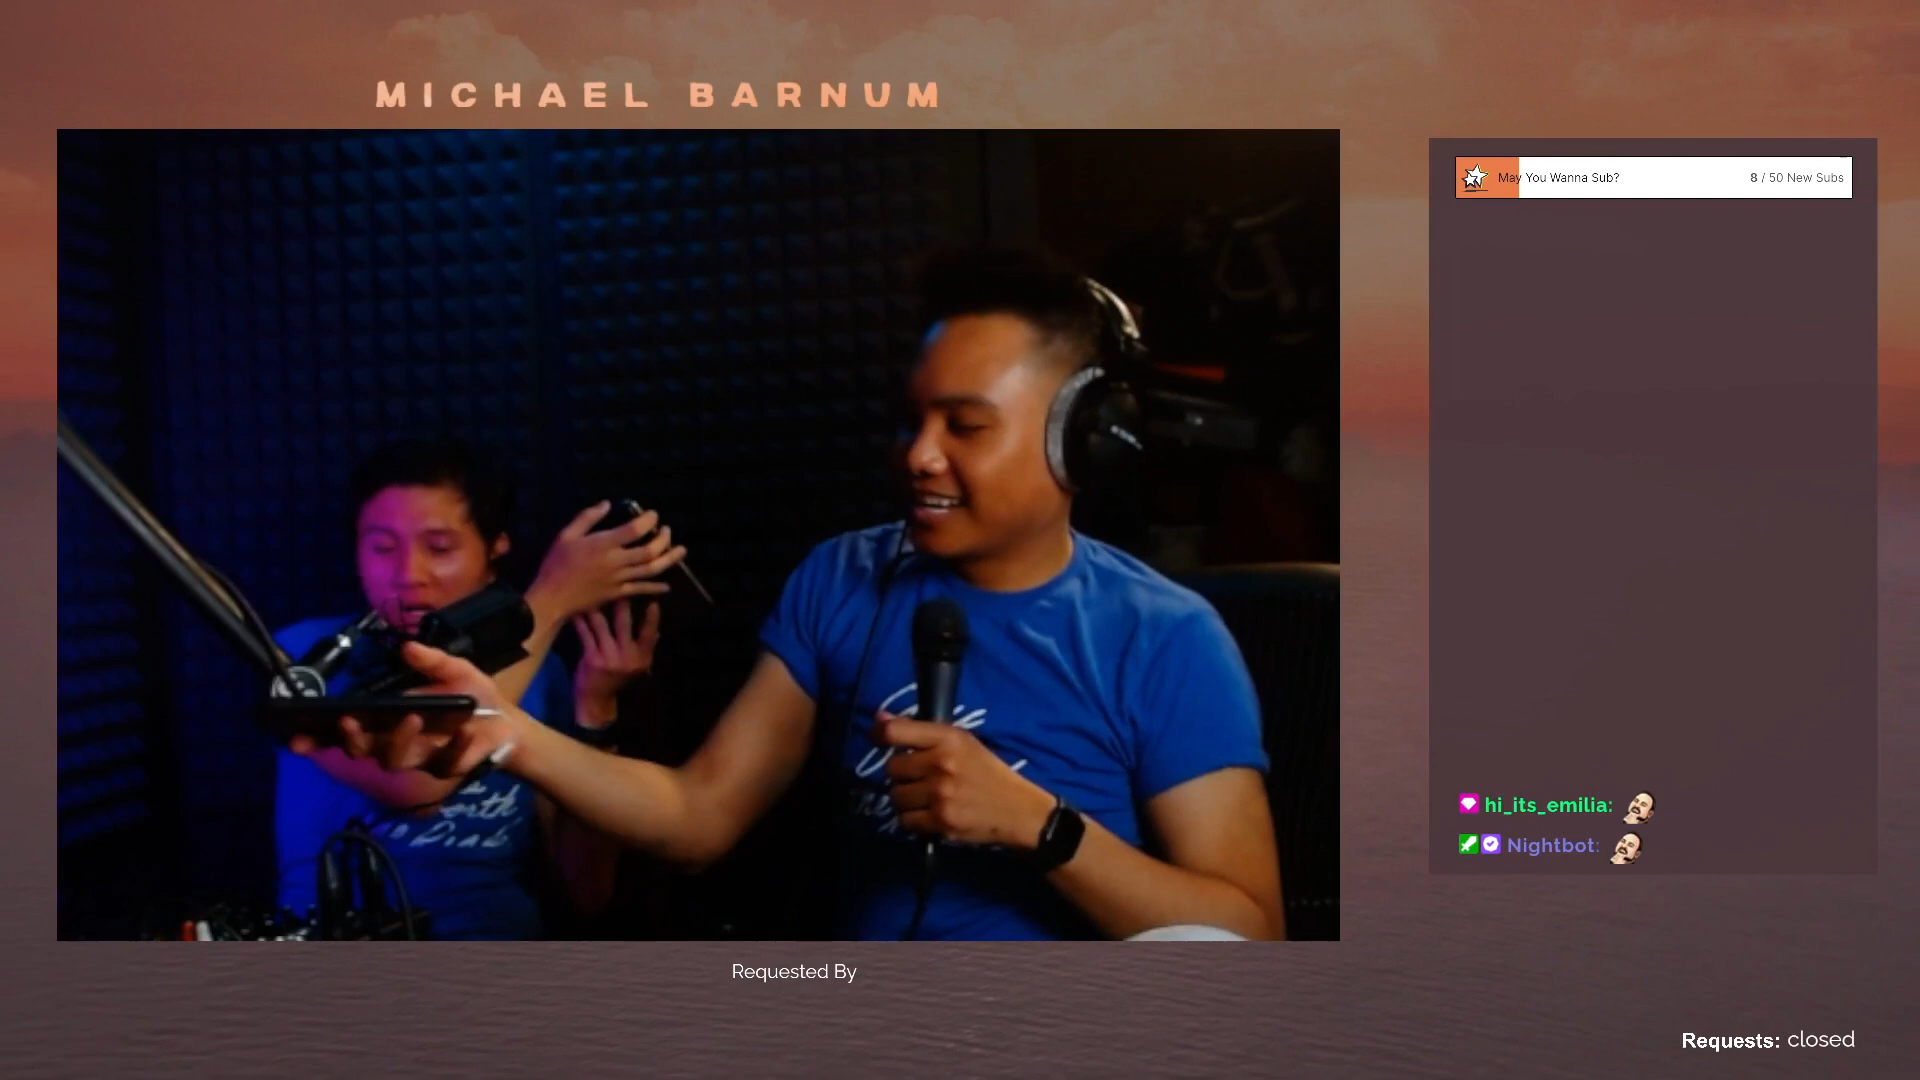 MICHAEL BARNUM
May You Wanna Sub? 8 / 50 New Subs
hi_its_emilia:
Nightbot:
Requested By
Requests: closed